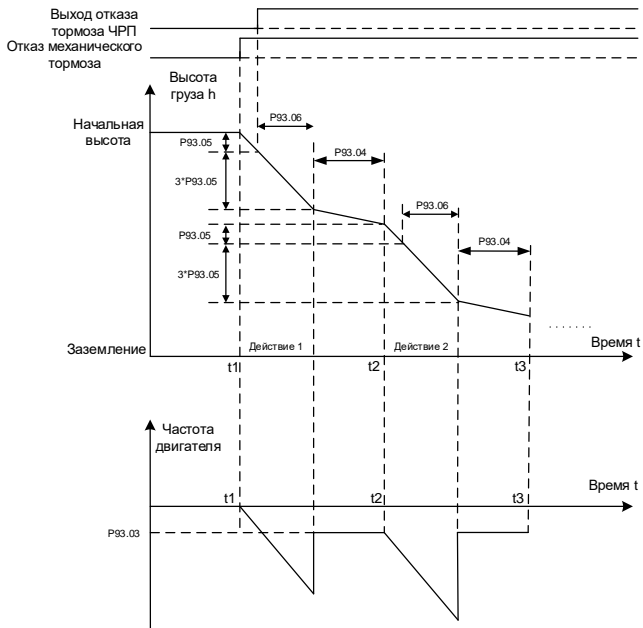 Выход отказа
тормоза ЧРП
Отказ механического
тормоза
Высота
груза h
Начальная
высота
P93.06
P93.05
P93.04
3*P93.05
P93.06
P93.05
P93.04
3*P93.05
.......
Заземление
Действие 1
Действие 2
Время t
t1
t2
t3
Частота
двигателя
t1
t2
t3
Время t
P93.03